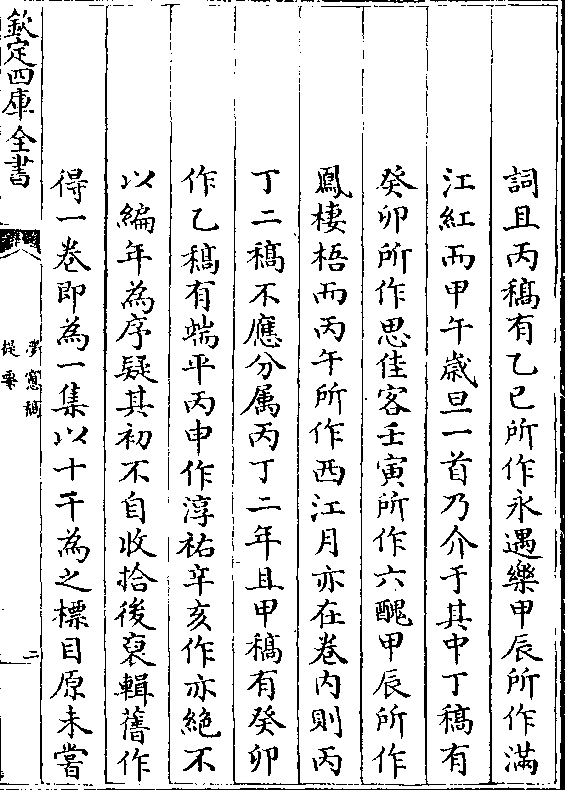 詞且丙稿有乙巳所作永遇樂甲辰所作滿
江紅而甲午歲旦一首乃介于其中丁稿有
癸卯所作思佳客壬寅所作六醜甲辰所作
鳳棲梧而丙午所作西江月亦在卷内則丙
丁二稿不應分属丙丁二年且甲稿有癸卯
作乙稿有端平丙申作淳祐辛亥作亦絶不
以編年為序疑其初不自收拾後裒輯舊作
得一卷即為一集以十干為之標目原未嘗
欽定四庫全書
夢窗稿
提要
二